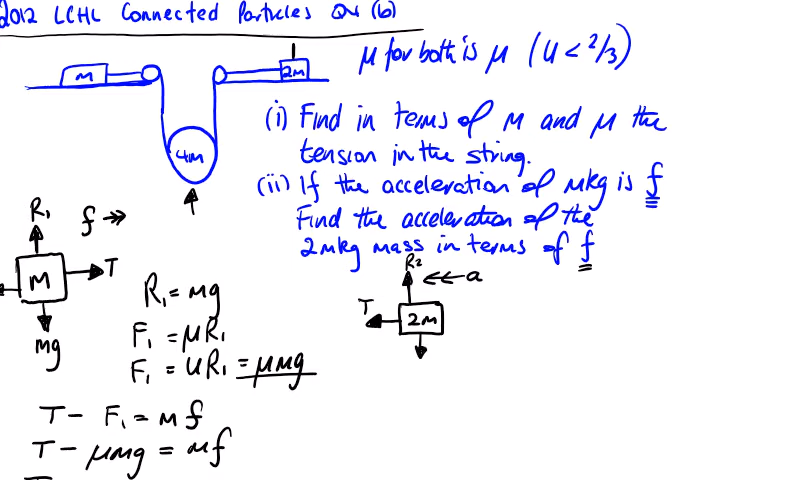 2012 LCHL Connected Particles Qu (b)
M
2m
4m
μ for both is μ (u < 2/3)
(i) Find in terms of m and μ the
tension in the string.
(ii) If the acceleration of mkg is f
Find the acceleration of the
2mkg mass in terms of f
R1
f
M
T
mg
R1 = mg
F1 = μR1
F1 = uR1 = μmg
T - F1 = m f
T - μmg = mf
R2
a
T
2M